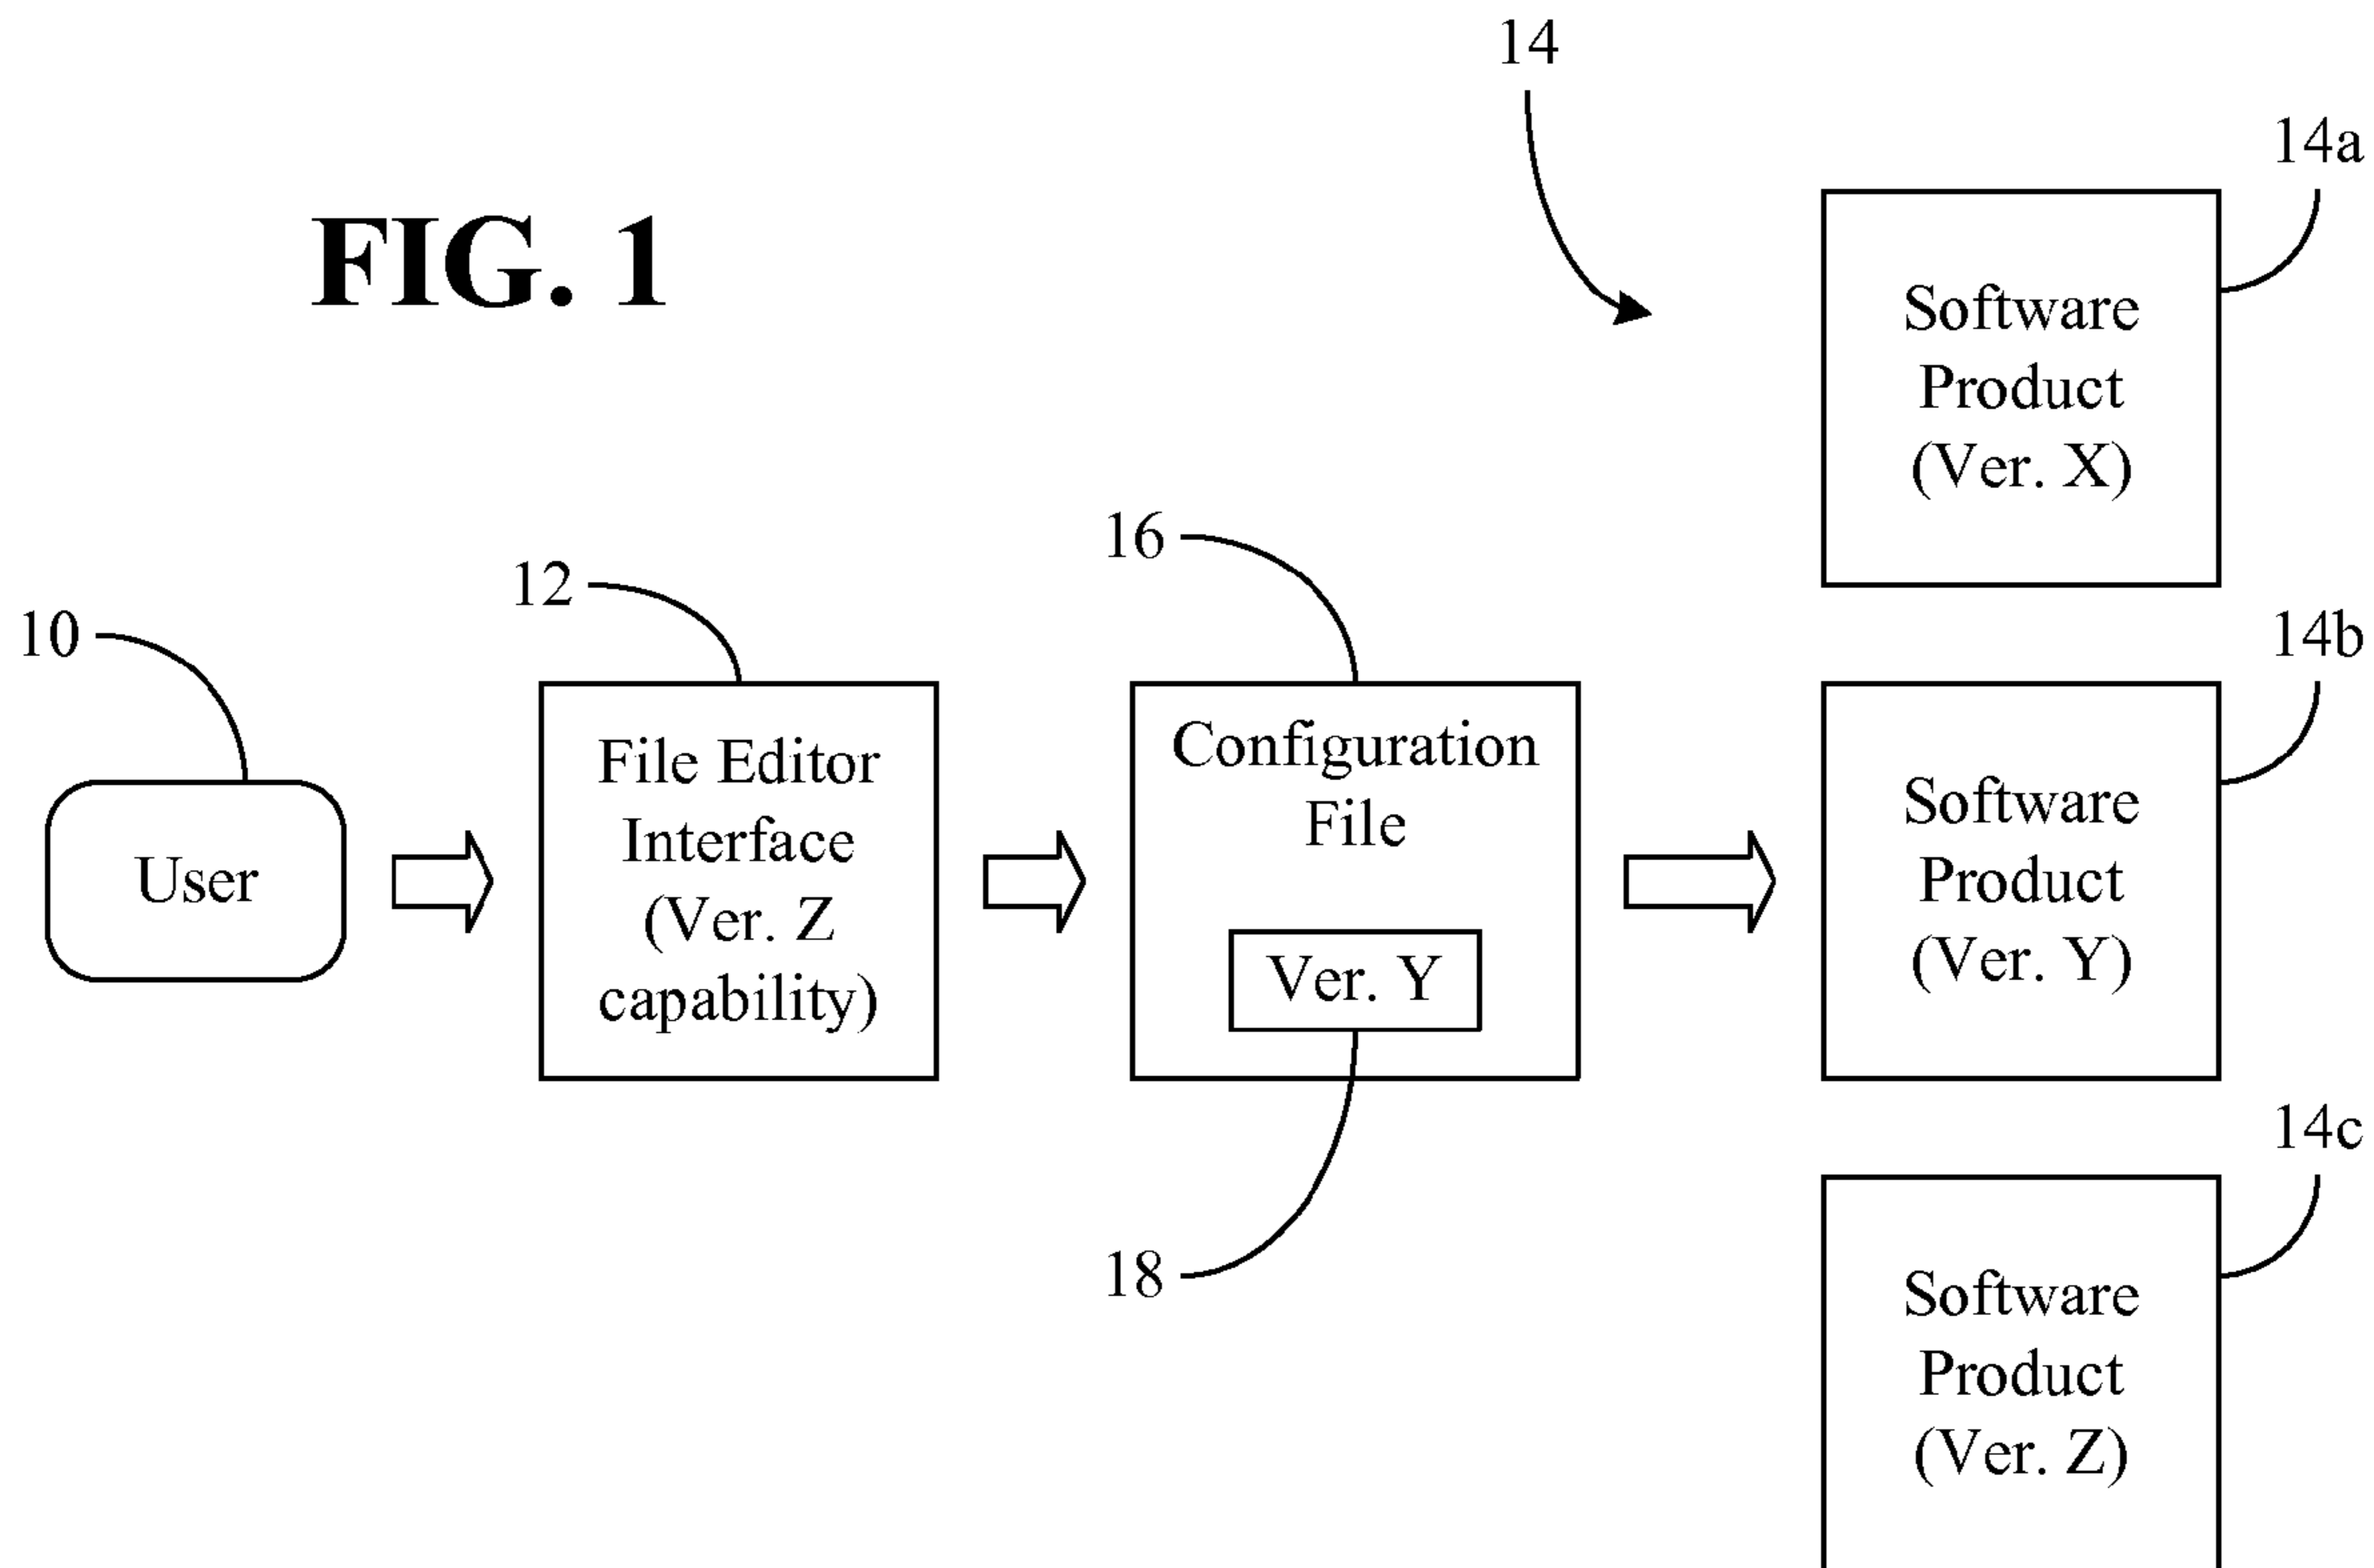 FIG. 1
14
14a
Software
Product
(Ver. X)
10
User
12
File Editor
Interface
(Ver. Z
capability)
16
Configuration
File
Ver. Y
18
14b
Software
Product
(Ver. Y)
14c
Software
Product
(Ver. Z)